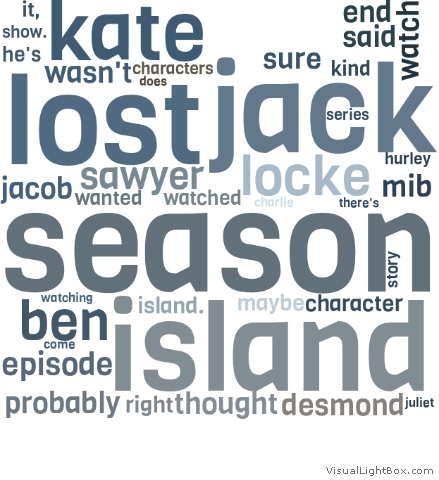 it, kate end
show. said watch
he's wasn't characters sure
does kind
lost jack
series
hurley
jacob sawyer locke mib
wanted watched charlie there's
season
story
watching island. maybe character
ben island
come
episode
probably right thought desmond juliet
VisualLightBox.com